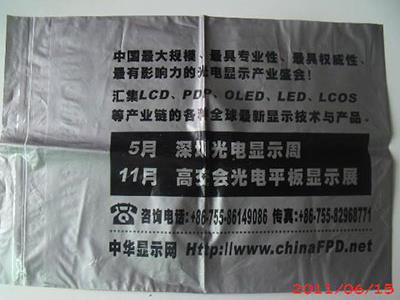 中国最大规模、最具专业性、最具权威性、
最有影响力的光电显示产业盛会！
汇集LCD、PDP、OLED、LED、LCOS
等产业链的各种全球最新显示技术与产品。
5月 深圳光电显示周
11月 高交会光电平板显示展
咨询电话:+86-755-86149086 传真:+86-755-82968771
中华显示网 Http://www.chinaFPD.net
2011/06/15